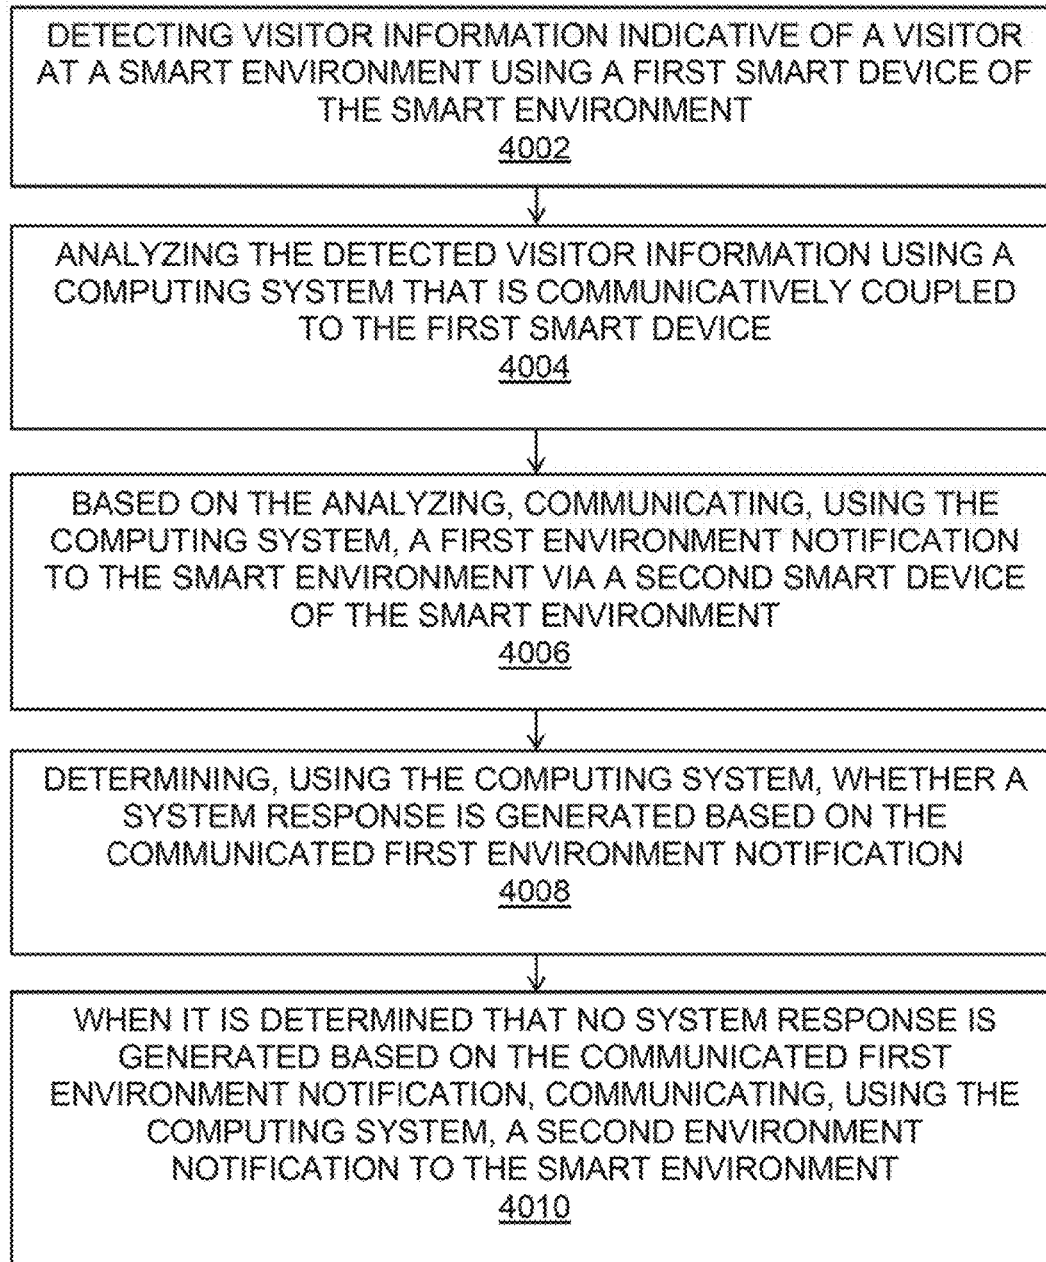 DETECTING VISITOR INFORMATION INDICATIVE OF A VISITOR
AT A SMART ENVIRONMENT USING A FIRST SMART DEVICE OF
THE SMART ENVIRONMENT
4002
ANALYZING THE DETECTED VISITOR INFORMATION USING A
COMPUTING SYSTEM THAT IS COMMUNICATIVELY COUPLED
TO THE FIRST SMART DEVICE
4004
BASED ON THE ANALYZING, COMMUNICATING, USING THE
COMPUTING SYSTEM, A FIRST ENVIRONMENT NOTIFICATION
TO THE SMART ENVIRONMENT VIA A SECOND SMART DEVICE
OF THE SMART ENVIRONMENT
4006
DETERMINING, USING THE COMPUTING SYSTEM, WHETHER A
SYSTEM RESPONSE IS GENERATED BASED ON THE
COMMUNICATED FIRST ENVIRONMENT NOTIFICATION
4008
WHEN IT IS DETERMINED THAT NO SYSTEM RESPONSE IS
GENERATED BASED ON THE COMMUNICATED FIRST
ENVIRONMENT NOTIFICATION, COMMUNICATING, USING THE
COMPUTING SYSTEM, A SECOND ENVIRONMENT
NOTIFICATION TO THE SMART ENVIRONMENT
4010